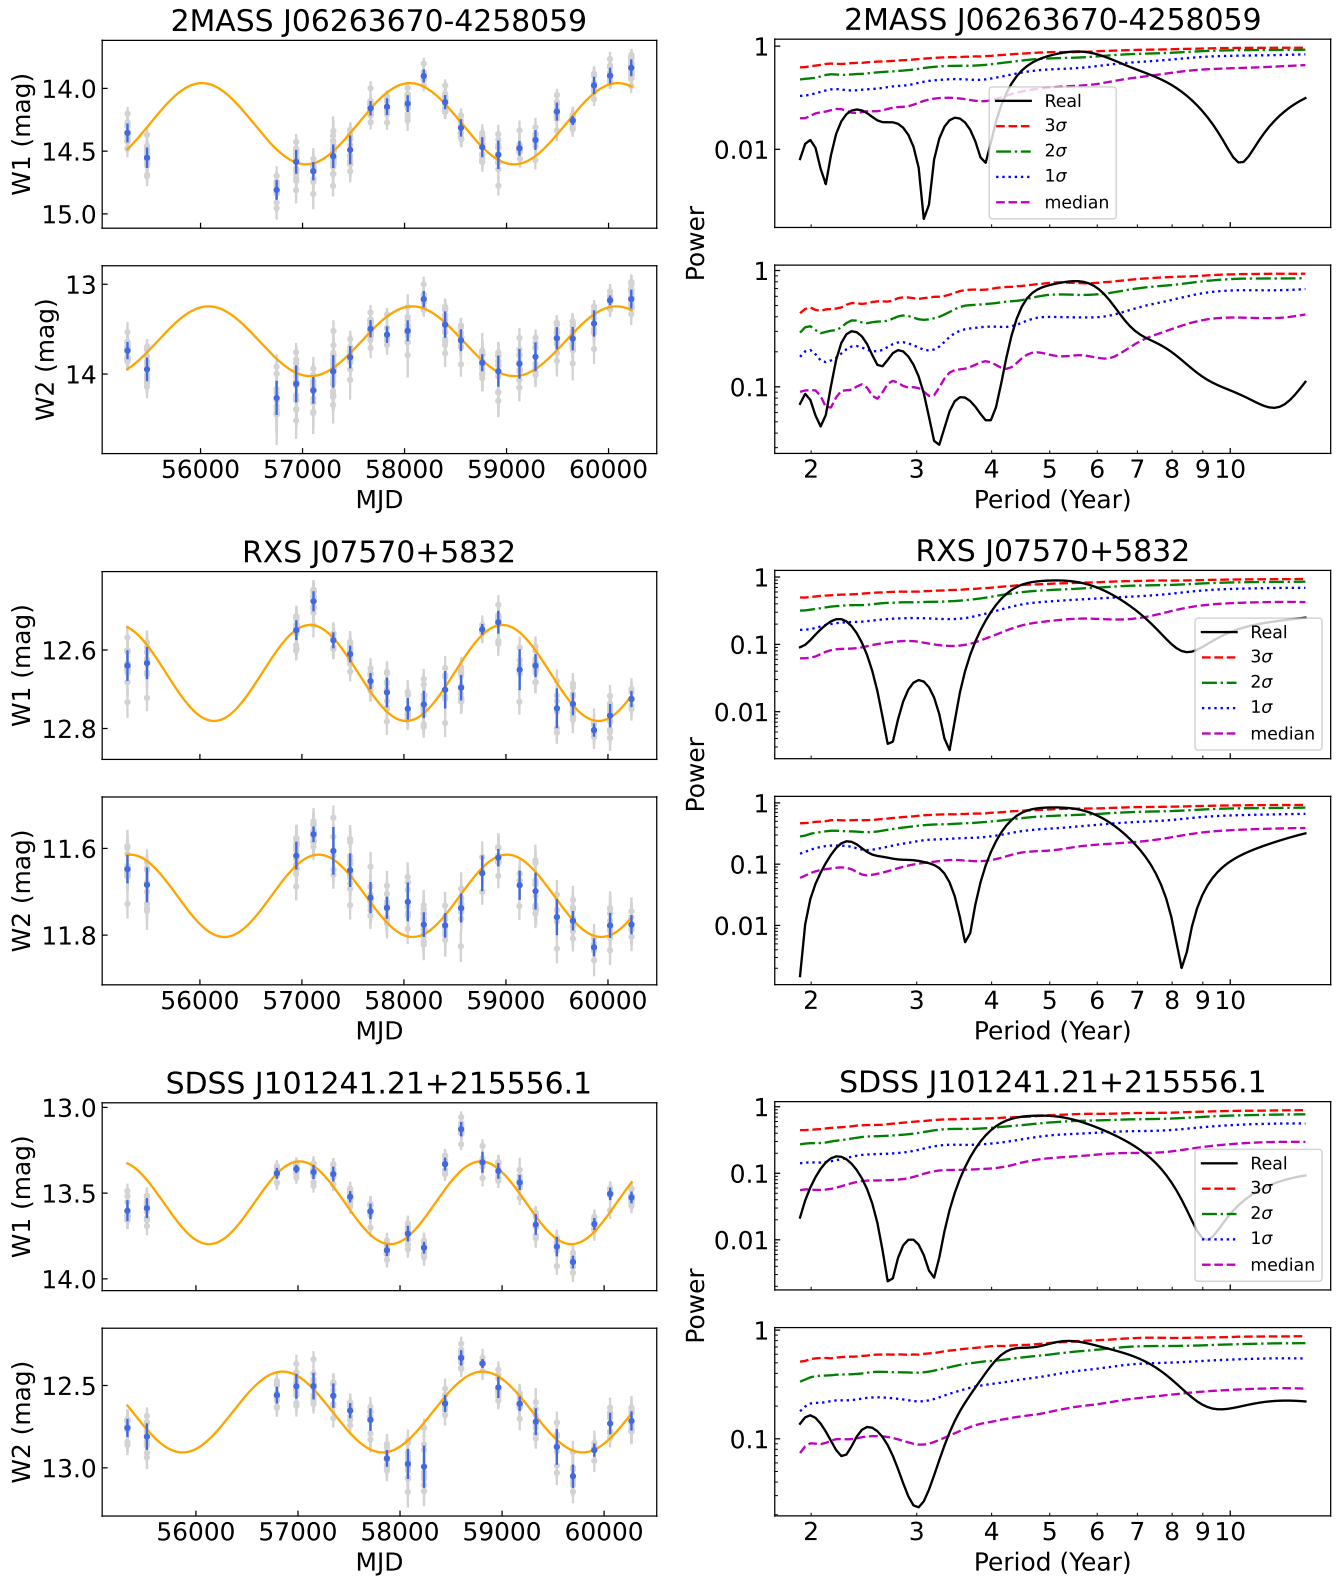 2MASS J06263670-4258059
2MASS J06263670-4258059
W1 (mag)
14.0
14.5
15.0
1
0.01
Real
3σ
2σ
1σ
median
Power
W2 (mag)
13
14
56000 57000 58000 59000 60000
MJD
1
0.1
2 3 4 5 6 7 8 9 10
Period (Year)
RXS J07570+5832
RXS J07570+5832
W1 (mag)
12.6
12.8
1
0.1
0.01
Real
3σ
2σ
1σ
median
Power
W2 (mag)
11.6
11.8
56000 57000 58000 59000 60000
MJD
1
0.1
0.01
2 3 4 5 6 7 8 9 10
Period (Year)
SDSS J101241.21+215556.1
SDSS J101241.21+215556.1
W1 (mag)
13.0
13.5
14.0
1
0.1
0.01
Real
3σ
2σ
1σ
median
Power
W2 (mag)
12.5
13.0
56000 57000 58000 59000 60000
MJD
1
0.1
2 3 4 5 6 7 8 9 10
Period (Year)